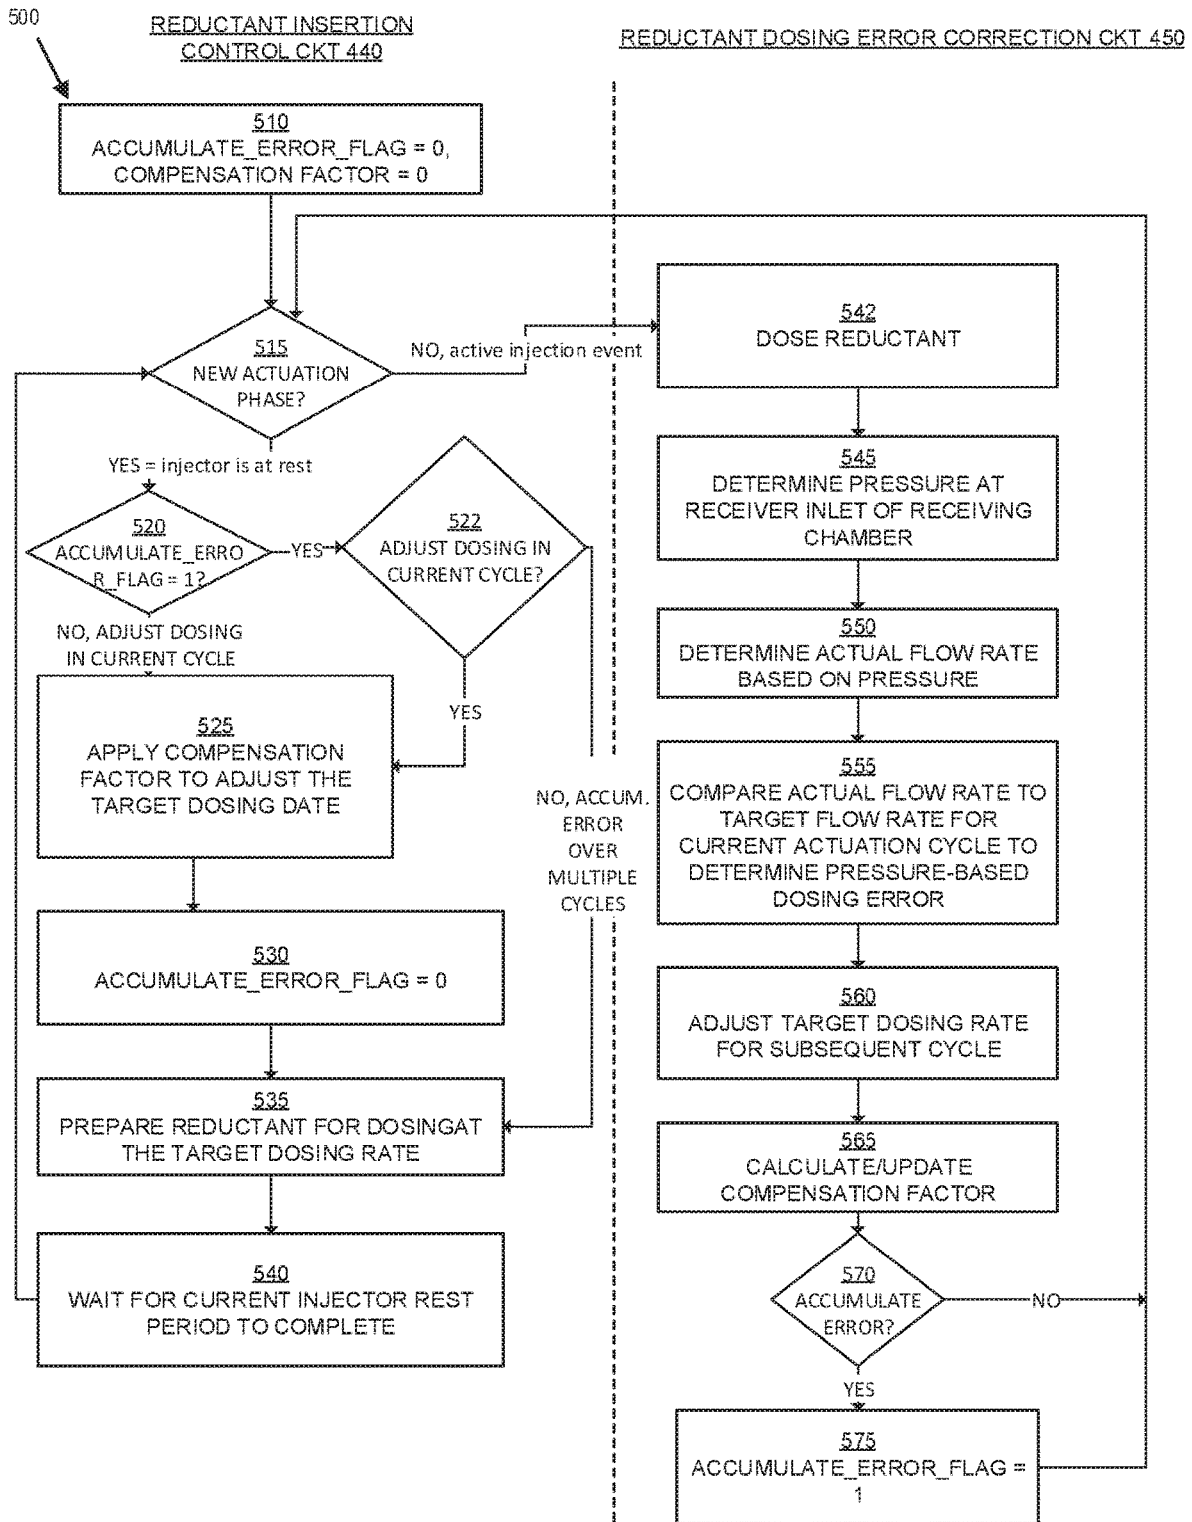 500
REDUCTANT INSERTION
CONTROL CKT 440
REDUCTANT DOSING ERROR CORRECTION CKT 450
510
ACCUMULATE_ERROR_FLAG = 0,
COMPENSATION FACTOR = 0
515
NEW ACTUATION
PHASE?
NO, active injection event
YES = injector is at rest
520
ACCUMULATE_ERRO
R_FLAG = 1?
YES
522
ADJUST DOSING IN
CURRENT CYCLE?
NO, ADJUST DOSING
IN CURRENT CYCLE
YES
525
APPLY COMPENSATION
FACTOR TO ADJUST THE
TARGET DOSING DATE
NO, ACCUM.
ERROR
OVER
MULTIPLE
CYCLES
530
ACCUMULATE_ERROR_FLAG = 0
535
PREPARE REDUCTANT FOR DOSINGAT
THE TARGET DOSING RATE
540
WAIT FOR CURRENT INJECTOR REST
PERIOD TO COMPLETE
542
DOSE REDUCTANT
545
DETERMINE PRESSURE AT
RECEIVER INLET OF RECEIVING
CHAMBER
550
DETERMINE ACTUAL FLOW RATE
BASED ON PRESSURE
555
COMPARE ACTUAL FLOW RATE TO
TARGET FLOW RATE FOR
CURRENT ACTUATION CYCLE TO
DETERMINE PRESSURE-BASED
DOSING ERROR
560
ADJUST TARGET DOSING RATE
FOR SUBSEQUENT CYCLE
565
CALCULATE/UPDATE
COMPENSATION FACTOR
570
ACCUMULATE
ERROR?
NO
YES
575
ACCUMULATE_ERROR_FLAG =
1